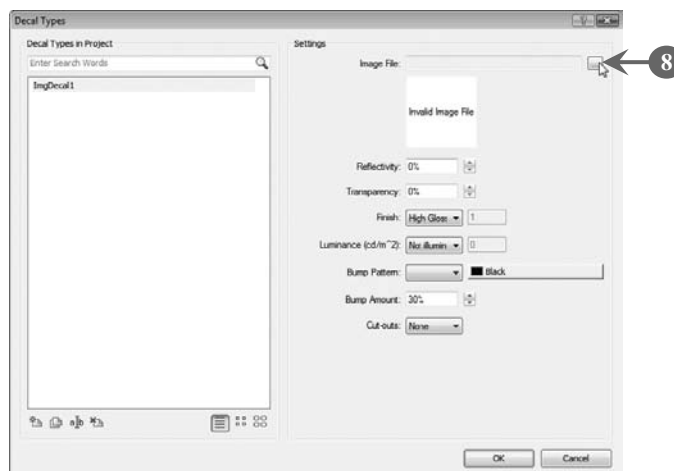 Decal Types
Decal Types in Project
Enter Search Words
ImgDecal1
Settings
Image File:
...
8
Invalid Image File
Reflectivity: 0%
Transparency: 0%
Finish: High Gloss 1
Luminance (cd/m^2): Not illumin 0
Bump Pattern: Black
Bump Amount: 30%
Cut-outs: None
OK Cancel